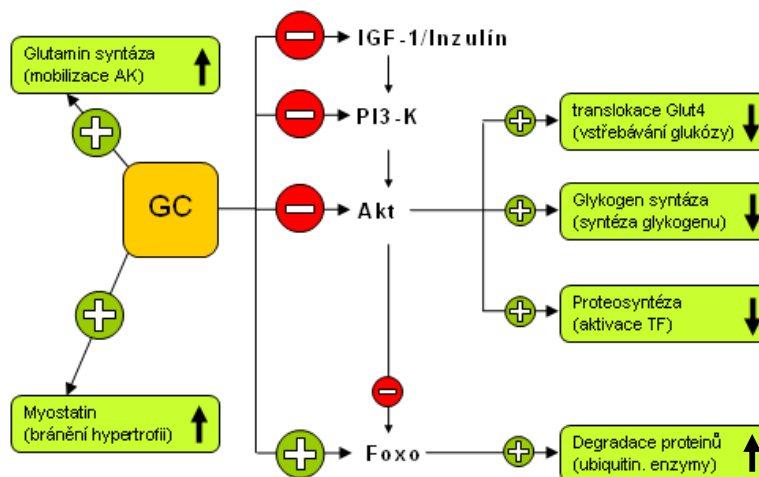 Glutamin syntáza
(mobilizace AK)
IGF-1/Inzulín
PI3-K
translokace Glut4
(vstřebávání glukózy)
GC
Akt
Glykogen syntáza
(syntéza glykogenu)
Proteosyntéza
(aktivace TF)
Myostatin
(bránění hypertrofii)
Foxo
Degradace proteinů
(ubiquitin. enzymy)